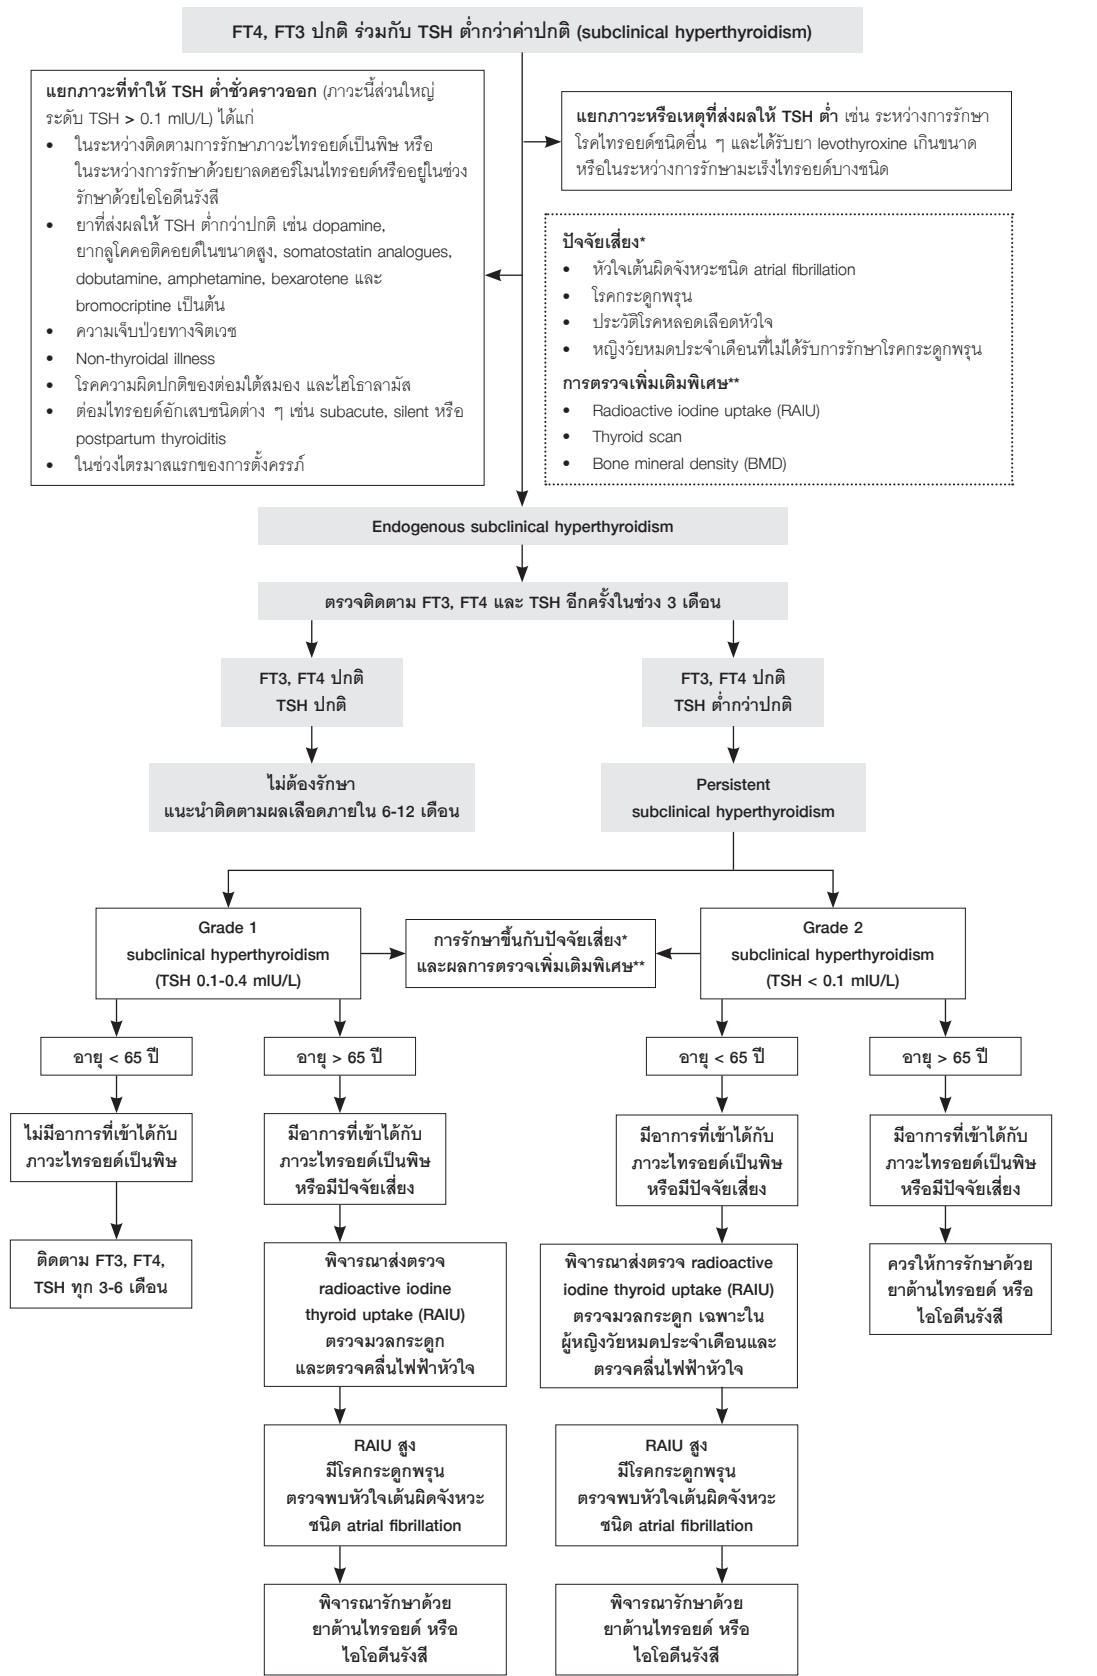 FT4, FT3 ปกติ ร่วมกับ TSH ต่ำกว่าค่าปกติ (subclinical hyperthyroidism)
แยกภาวะที่ทำให้ TSH ต่ำชั่วคราวออก (ภาวะนี้ส่วนใหญ่
ระดับ TSH > 0.1 mIU/L) ได้แก่
• ในระหว่างติดตามการรักษาภาวะไทรอยด์เป็นพิษ หรือ
ในระหว่างการรักษาด้วยยาลดฮอร์โมนไทรอยด์หรืออยู่ในช่วง
รักษาด้วยไอโอดีนรังสี
• ยาที่ส่งผลให้ TSH ต่ำกว่าปกติ เช่น dopamine,
ยากลูโคคอติคอยด์ในขนาดสูง, somatostatin analogues,
dobutamine, amphetamine, bexarotene และ
bromocriptine เป็นต้น
• ความเจ็บป่วยทางจิตเวช
• Non-thyroidal illness
• โรคความผิดปกติของต่อมใต้สมอง และไฮโธาลามัส
• ต่อมไทรอยด์อักเสบชนิดต่าง ๆ เช่น subacute, silent หรือ
postpartum thyroiditis
• ในช่วงไตรมาสแรกของการตั้งครรภ์
แยกภาวะหรือเหตุที่ส่งผลให้ TSH ต่ำ เช่น ระหว่างการรักษา
โรคไทรอยด์ชนิดอื่น ๆ และได้รับยา levothyroxine เกินขนาด
หรือในระหว่างการรักษามะเร็งไทรอยด์บางชนิด
ปัจจัยเสี่ยง*
• หัวใจเต้นผิดจังหวะชนิด atrial fibrillation
• โรคกระดูกพรุน
• ประวัติโรคหลอดเลือดหัวใจ
• หญิงวัยหมดประจำเดือนที่ไม่ได้รับการรักษาโรคกระดูกพรุน
การตรวจเพิ่มเติมพิเศษ**
• Radioactive iodine uptake (RAIU)
• Thyroid scan
• Bone mineral density (BMD)
Endogenous subclinical hyperthyroidism
ตรวจติดตาม FT3, FT4 และ TSH อีกครั้งในช่วง 3 เดือน
FT3, FT4 ปกติ
TSH ปกติ
FT3, FT4 ปกติ
TSH ต่ำกว่าปกติ
ไม่ต้องรักษา
แนะนำติดตามผลเลือดภายใน 6-12 เดือน
Persistent
subclinical hyperthyroidism
Grade 1
subclinical hyperthyroidism
(TSH 0.1-0.4 mIU/L)
การรักษาขึ้นกับปัจจัยเสี่ยง*
และผลการตรวจเพิ่มเติมพิเศษ**
Grade 2
subclinical hyperthyroidism
(TSH < 0.1 mIU/L)
อายุ < 65 ปี
อายุ > 65 ปี
อายุ < 65 ปี
อายุ > 65 ปี
ไม่มีอาการที่เข้าได้กับ
ภาวะไทรอยด์เป็นพิษ
มีอาการที่เข้าได้กับ
ภาวะไทรอยด์เป็นพิษ
หรือมีปัจจัยเสี่ยง
มีอาการที่เข้าได้กับ
ภาวะไทรอยด์เป็นพิษ
หรือมีปัจจัยเสี่ยง
มีอาการที่เข้าได้กับ
ภาวะไทรอยด์เป็นพิษ
หรือมีปัจจัยเสี่ยง
ติดตาม FT3, FT4,
TSH ทุก 3-6 เดือน
พิจารณาส่งตรวจ
radioactive iodine
thyroid uptake (RAIU)
ตรวจมวลกระดูก
และตรวจคลื่นไฟฟ้าหัวใจ
พิจารณาส่งตรวจ radioactive
iodine thyroid uptake (RAIU)
ตรวจมวลกระดูก เฉพาะใน
ผู้หญิงวัยหมดประจำเดือนและ
ตรวจคลื่นไฟฟ้าหัวใจ
ควรให้การรักษาด้วย
ยาต้านไทรอยด์ หรือ
ไอโอดีนรังสี
RAIU สูง
มีโรคกระดูกพรุน
ตรวจพบหัวใจเต้นผิดจังหวะ
ชนิด atrial fibrillation
RAIU สูง
มีโรคกระดูกพรุน
ตรวจพบหัวใจเต้นผิดจังหวะ
ชนิด atrial fibrillation
พิจารณารักษาด้วย
ยาต้านไทรอยด์ หรือ
ไอโอดีนรังสี
พิจารณารักษาด้วย
ยาต้านไทรอยด์ หรือ
ไอโอดีนรังสี